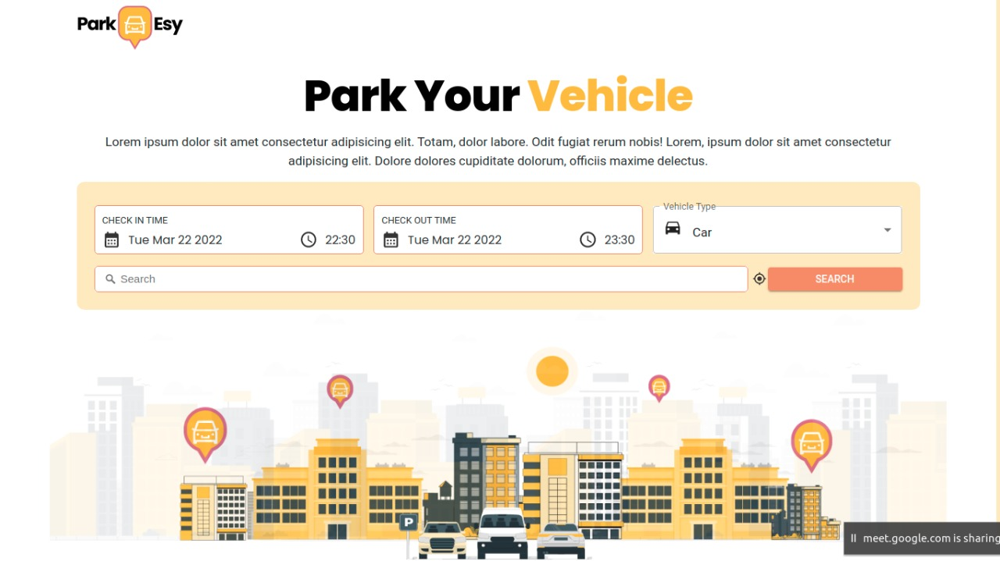 Park Esy
Park Your Vehicle
Lorem ipsum dolor sit amet consectetur adipisicing elit. Totam, dolor labore. Odit fugiat rerum nobis! Lorem, ipsum dolor sit amet consectetur
adipisicing elit. Dolore dolores cupiditate dolorum, officiis maxime delectus.
CHECK IN TIME
Tue Mar 22 2022 22:30
CHECK OUT TIME
Tue Mar 22 2022 23:30
Vehicle Type
Car
Search
SEARCH
P
meet.google.com is sharing